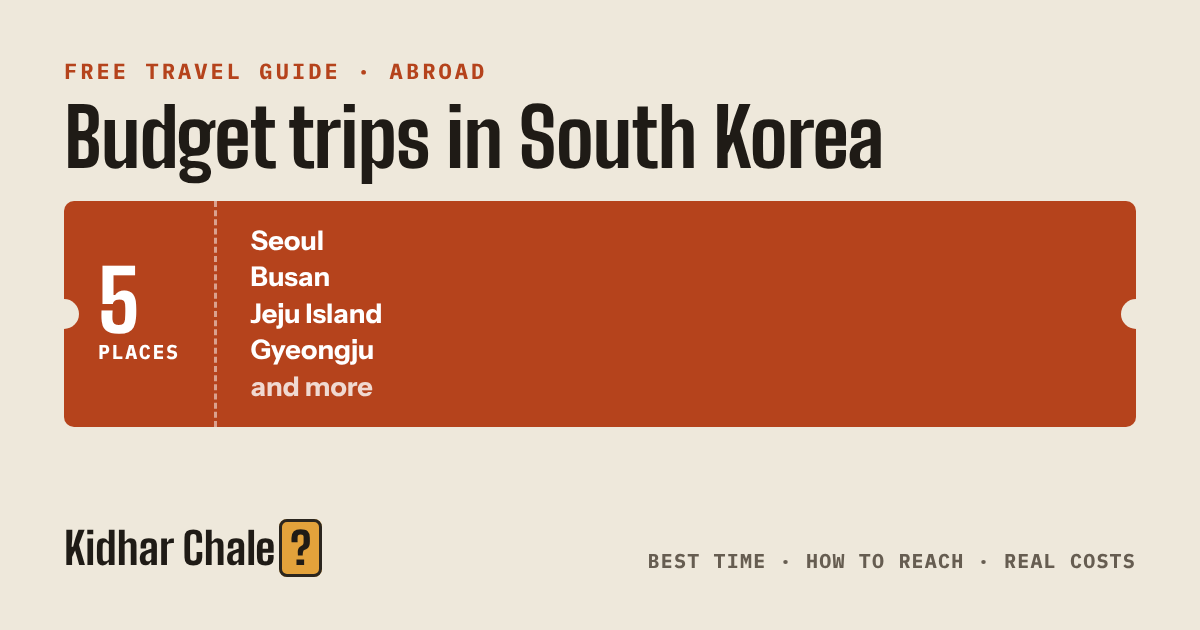 FREE TRAVEL GUIDE · ABROAD
Budget trips in South Korea
5
PLACES
Seoul
Busan
Jeju Island
Gyeongju
and more
Kidhar Chale ?
BEST TIME · HOW TO REACH · REAL COSTS